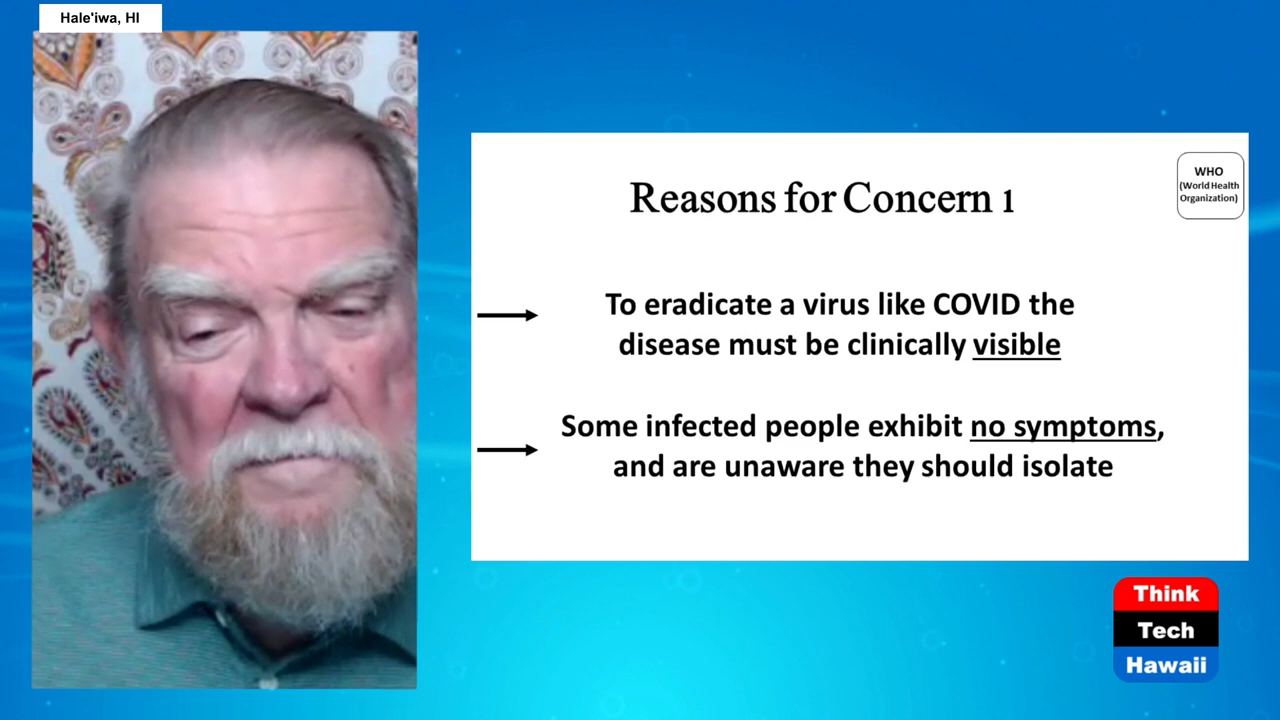 Hale'iwa, HI
Reasons for Concern 1
WHO
(World Health
Organization)
To eradicate a virus like COVID the
disease must be clinically visible
Some infected people exhibit no symptoms,
and are unaware they should isolate
Think
Tech
Hawaii